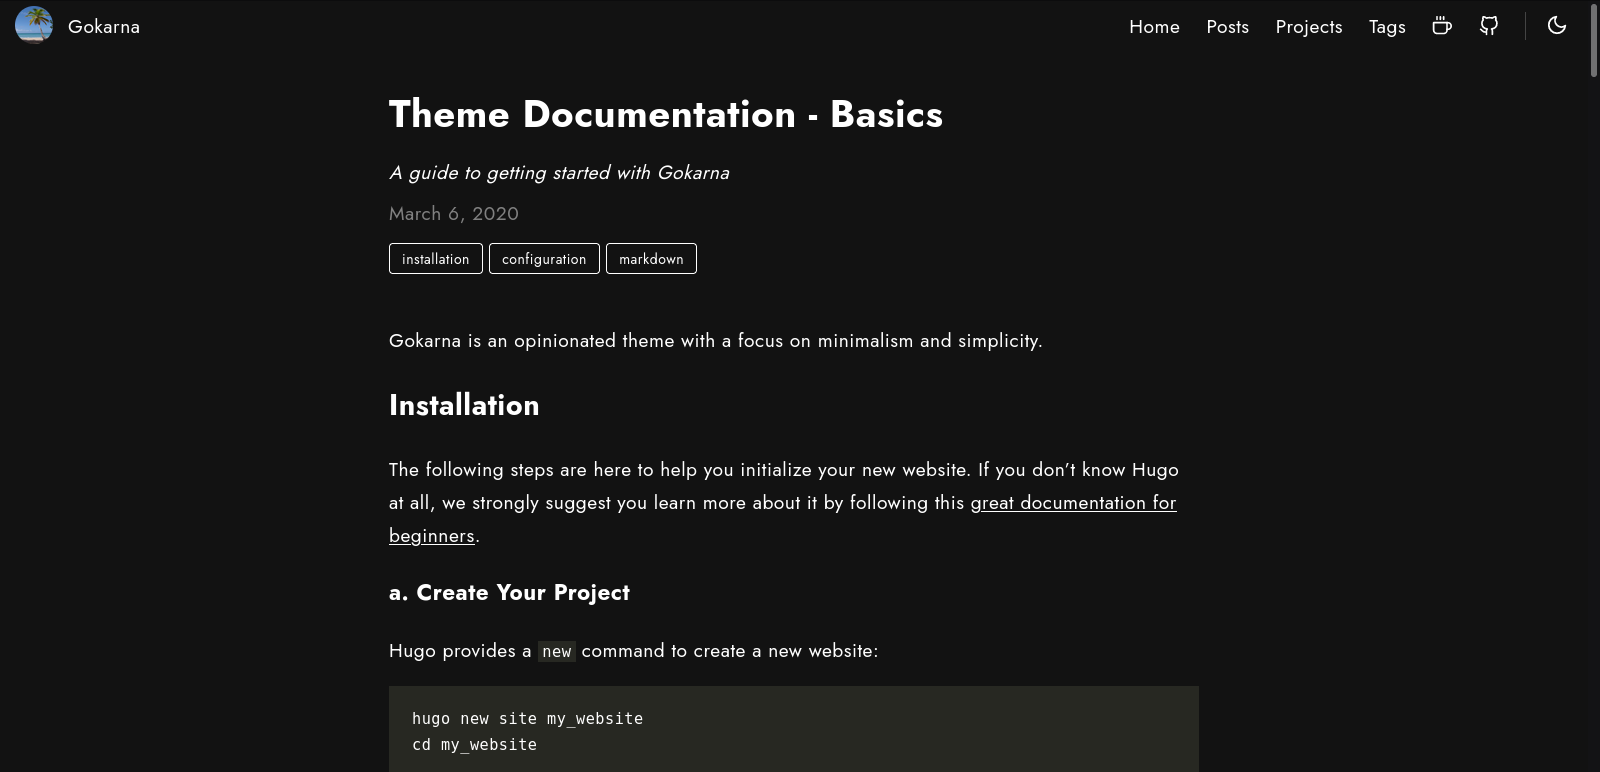 Gokarna
Home Posts Projects Tags
Theme Documentation - Basics
A guide to getting started with Gokarna
March 6, 2020
installation configuration markdown
Gokarna is an opinionated theme with a focus on minimalism and simplicity.
Installation
The following steps are here to help you initialize your new website. If you don’t know Hugo
at all, we strongly suggest you learn more about it by following this great documentation for
beginners.
a. Create Your Project
Hugo provides a new command to create a new website:
hugo new site my_website
cd my_website